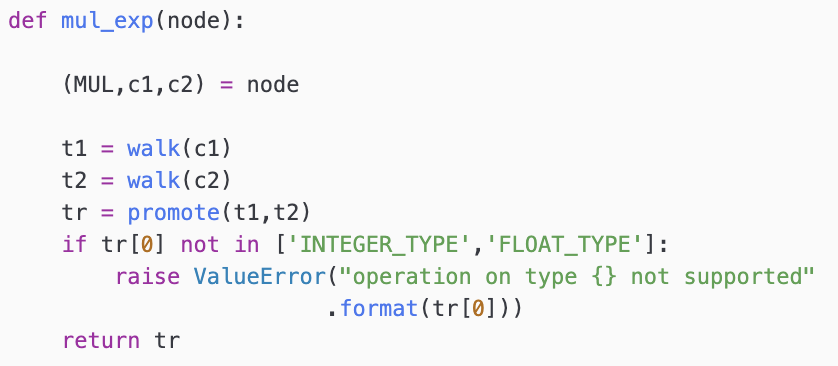 def mul_exp(node):
    (MUL,c1,c2) = node
    t1 = walk(c1)
    t2 = walk(c2)
    tr = promote(t1,t2)
    if tr[0] not in ['INTEGER_TYPE','FLOAT_TYPE']:
        raise ValueError("operation on type {} not supported"
                        .format(tr[0]))
    return tr